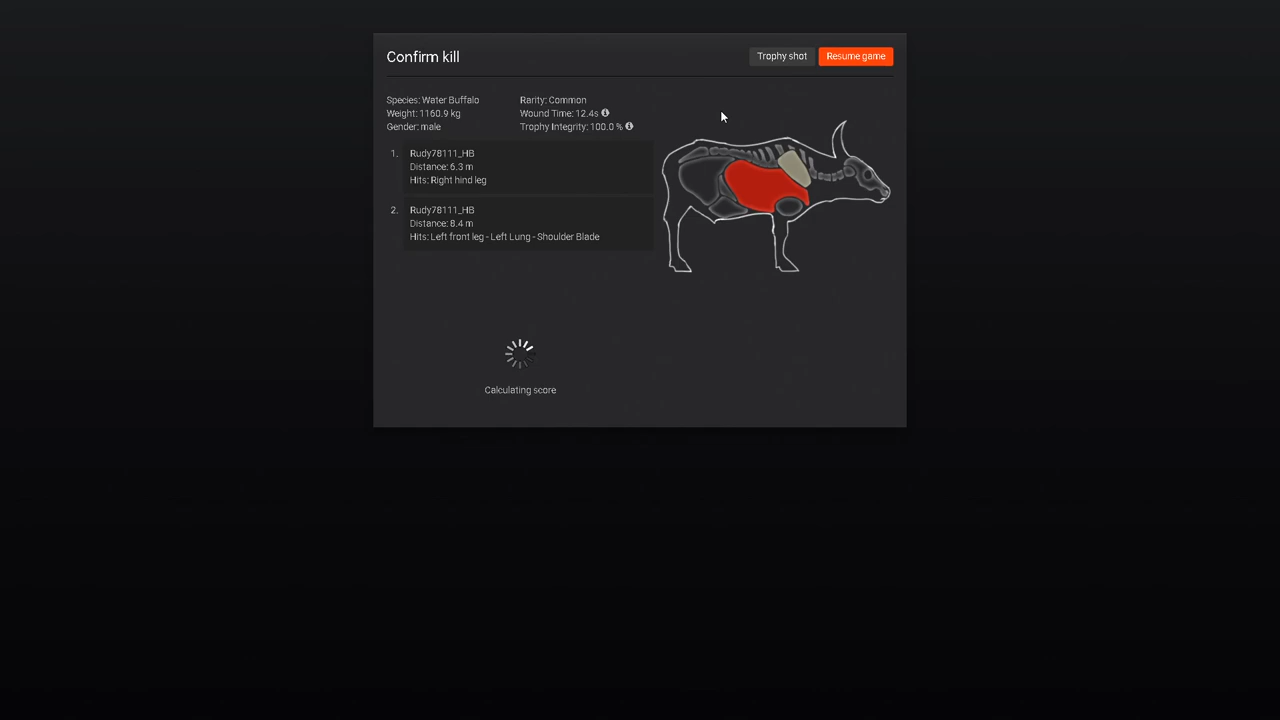 Confirm kill
Trophy shot
Resume game
Species: Water Buffalo
Weight: 1160.9 kg
Gender: male
Rarity: Common
Wound Time: 12.4s
Trophy Integrity: 100.0 %
1.
Rudy78111_HB
Distance: 6.3 m
Hits: Right hind leg
2.
Rudy78111_HB
Distance: 8.4 m
Hits: Left front leg - Left Lung - Shoulder Blade
Calculating score